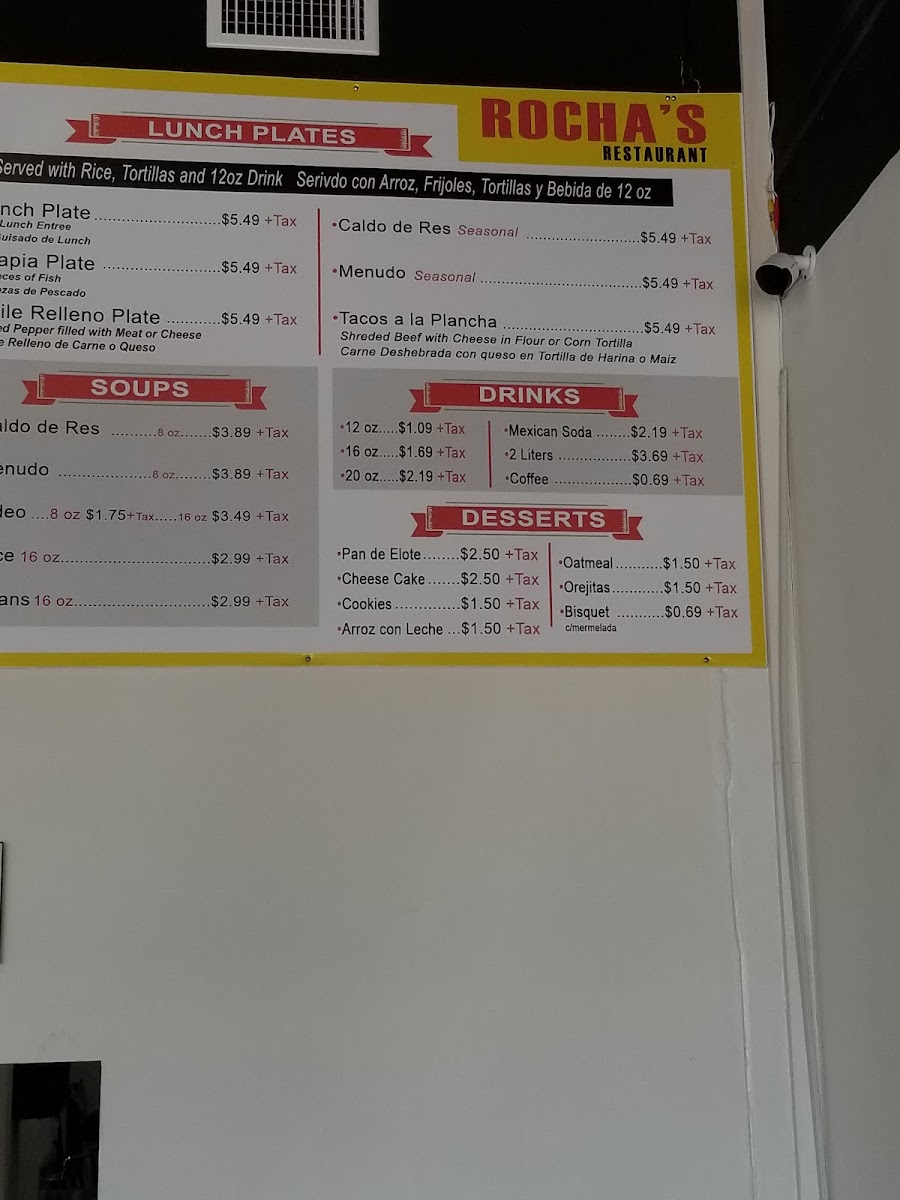 ROCHA'S
RESTAURANT
LUNCH PLATES
Served with Rice, Tortillas and 12oz Drink Serivdo con Arroz, Frijoles, Tortillas y Bebida de 12 oz
nch Plate..............................$5.49 +Tax
Lunch Entree
uisado de Lunch
apia Plate ............................$5.49 +Tax
eces of Fish
ezas de Pescado
ile Relleno Plate ............$5.49 +Tax
ed Pepper filled with Meat or Cheese
e Relleno de Carne o Queso
•Caldo de Res Seasonal ...........................$5.49 +Tax
•Menudo Seasonal ......................................$5.49 +Tax
•Tacos a la Plancha .................................$5.49 +Tax
Shreded Beef with Cheese in Flour or Corn Tortilla
Carne Deshebrada con queso en Tortilla de Harina o Maiz
SOUPS
aldo de Res ..........8 oz.......$3.89 +Tax
enudo ......................8 oz........$3.89 +Tax
deo ....8 oz $1.75+Tax.....16 oz $3.49 +Tax
ce 16 oz...................................$2.99 +Tax
ans 16 oz................................$2.99 +Tax
DRINKS
•12 oz.....$1.09 +Tax
•16 oz.....$1.69 +Tax
•20 oz.....$2.19 +Tax
•Mexican Soda ........$2.19 +Tax
•2 Liters .................$3.69 +Tax
•Coffee ..................$0.69 +Tax
DESSERTS
•Pan de Elote........$2.50 +Tax
•Cheese Cake.......$2.50 +Tax
•Cookies..............$1.50 +Tax
•Arroz con Leche ...$1.50 +Tax
•Oatmeal...........$1.50 +Tax
•Orejitas............$1.50 +Tax
•Bisquet ...........$0.69 +Tax
c/mermelada